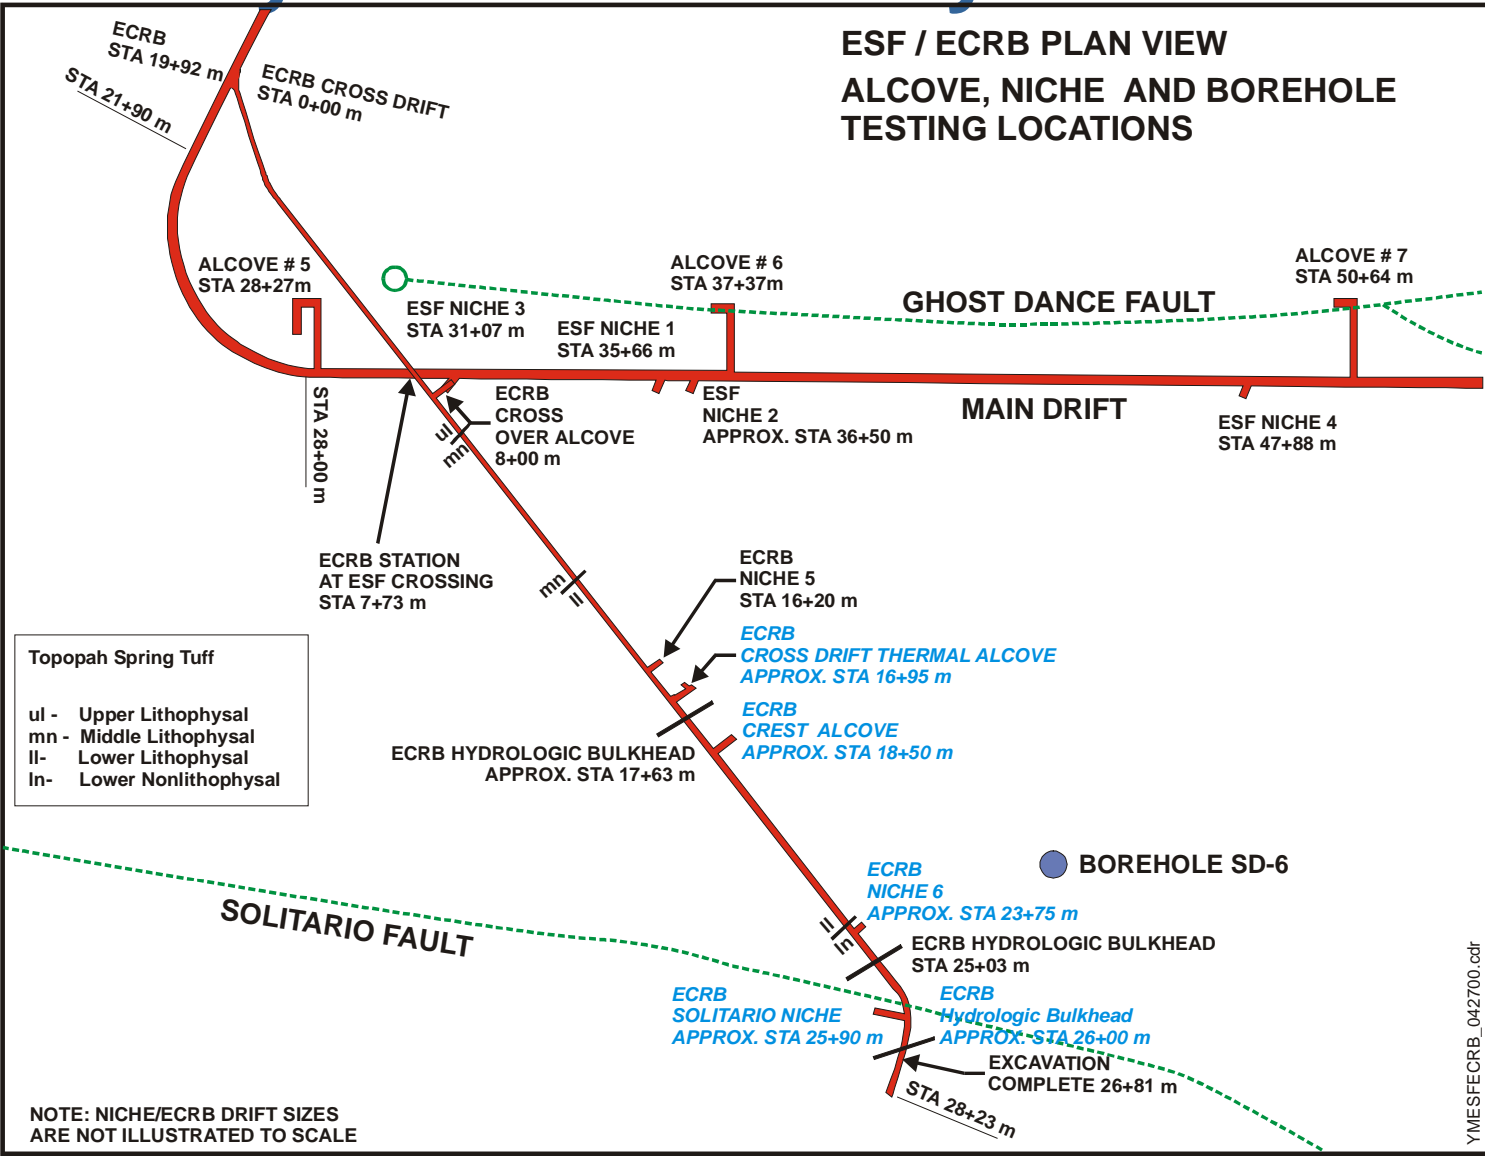 ESF / ECRB PLAN VIEW
ALCOVE, NICHE AND BOREHOLE
TESTING LOCATIONS
ECRB
STA 19+92 m
STA 21+90 m
ECRB CROSS DRIFT
STA 0+00 m
ALCOVE # 5
STA 28+27m
ESF NICHE 3
STA 31+07 m
ESF NICHE 1
STA 35+66 m
ALCOVE # 6
STA 37+37m
GHOST DANCE FAULT
ALCOVE # 7
STA 50+64 m
STA 28+00 m
ECRB
CROSS
OVER ALCOVE
8+00 m
ESF
NICHE 2
APPROX. STA 36+50 m
MAIN DRIFT
ESF NICHE 4
STA 47+88 m
ul
mn
ECRB STATION
AT ESF CROSSING
STA 7+73 m
mn
ll
ECRB
NICHE 5
STA 16+20 m
ECRB
CROSS DRIFT THERMAL ALCOVE
APPROX. STA 16+95 m
ECRB
CREST ALCOVE
APPROX. STA 18+50 m
ECRB HYDROLOGIC BULKHEAD
APPROX. STA 17+63 m
Topopah Spring Tuff
ul - Upper Lithophysal
mn - Middle Lithophysal
ll- Lower Lithophysal
ln- Lower Nonlithophysal
SOLITARIO FAULT
BOREHOLE SD-6
ECRB
NICHE 6
APPROX. STA 23+75 m
ll
ln
ECRB HYDROLOGIC BULKHEAD
STA 25+03 m
ECRB
SOLITARIO NICHE
APPROX. STA 25+90 m
ECRB
Hydrologic Bulkhead
APPROX. STA 26+00 m
EXCAVATION
COMPLETE 26+81 m
STA 28+23 m
NOTE: NICHE/ECRB DRIFT SIZES
ARE NOT ILLUSTRATED TO SCALE
YMESFECRB_042700.cdr